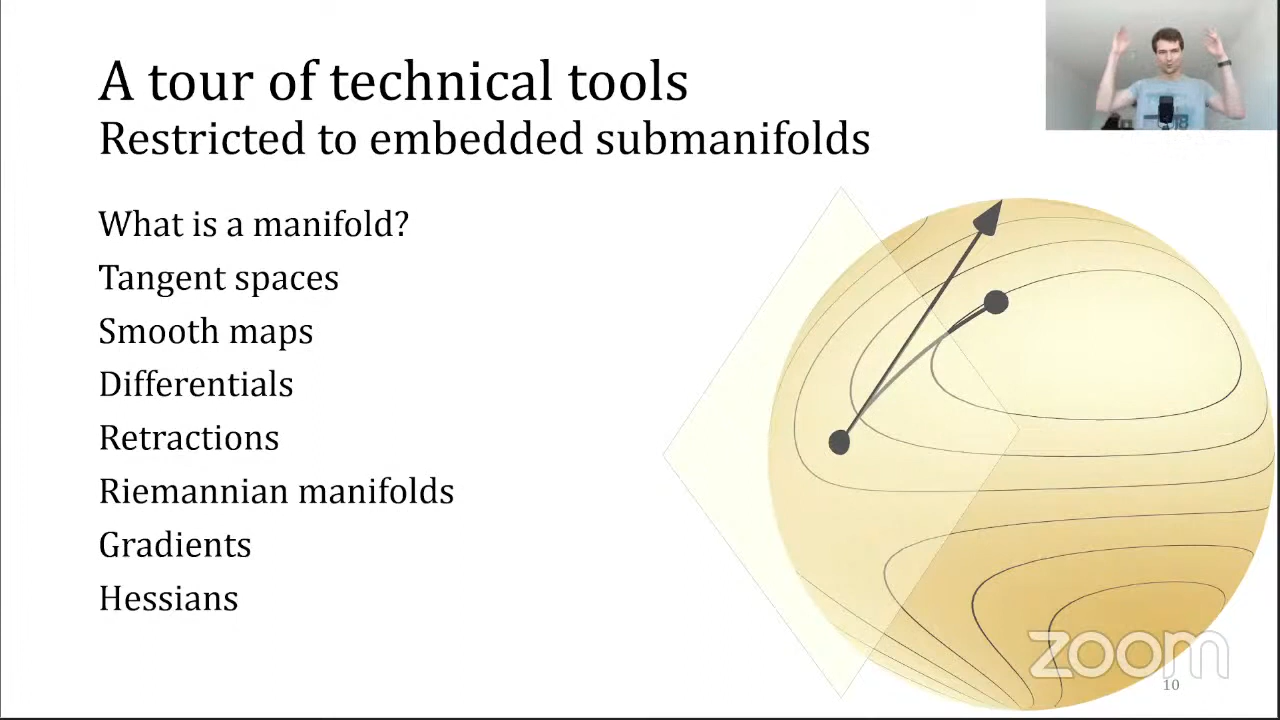 A tour of technical tools
Restricted to embedded submanifolds
What is a manifold?
Tangent spaces
Smooth maps
Differentials
Retractions
Riemannian manifolds
Gradients
Hessians
zoom
10